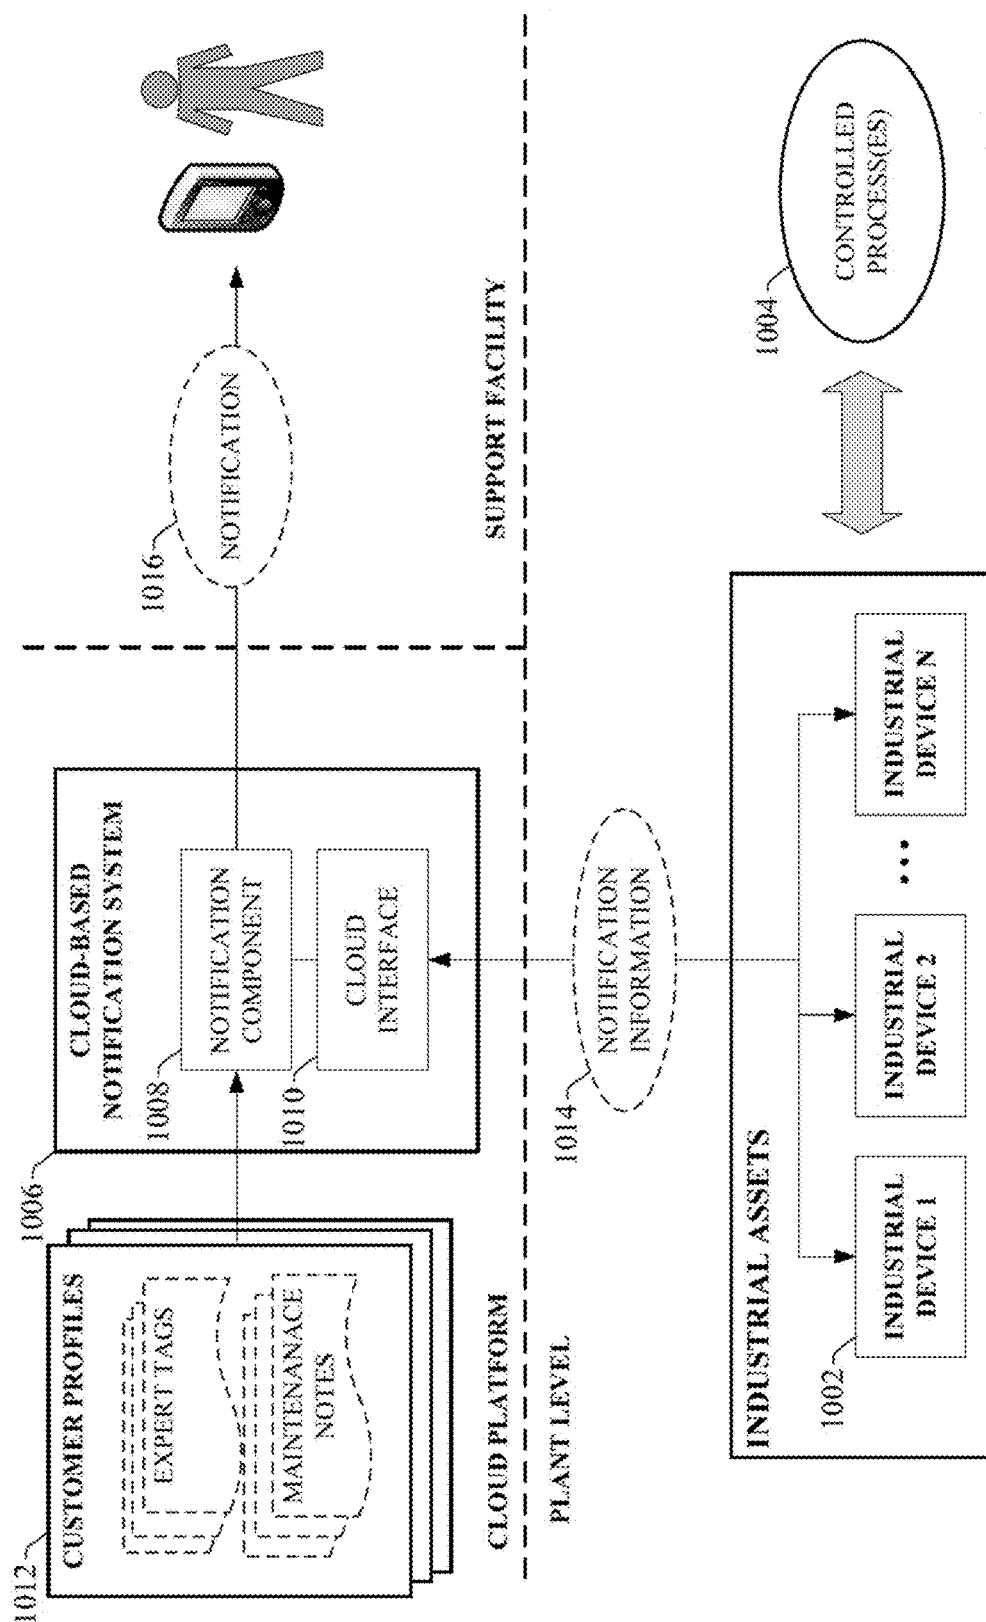 1012
CUSTOMER PROFILES
EXPERT TAGS
MAINTENANACE
NOTES
1006
CLOUD-BASED
NOTIFICATION SYSTEM
1008
NOTIFICATION
COMPONENT
1010
CLOUD
INTERFACE
1016
NOTIFICATION
CLOUD PLATFORM
SUPPORT FACILITY
PLANT LEVEL
1014
NOTIFICATION
INFORMATION
INDUSTRIAL ASSETS
1002
INDUSTRIAL
DEVICE 1
INDUSTRIAL
DEVICE 2
•••
INDUSTRIAL
DEVICE N
1004
CONTROLLED
PROCESS(ES)